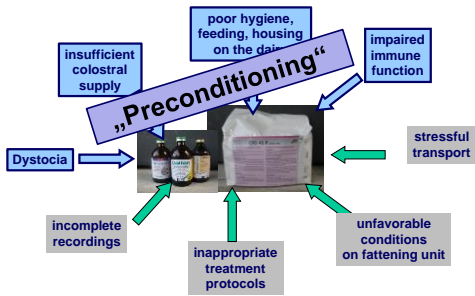 poor hygiene,
feeding, housing
on the dairy
insufficient
colostral
supply
impaired
immune
function
„Preconditioning“
Dystocia
stressful
transport
incomplete
recordings
inappropriate
treatment
protocols
unfavorable
conditions
on fattening unit